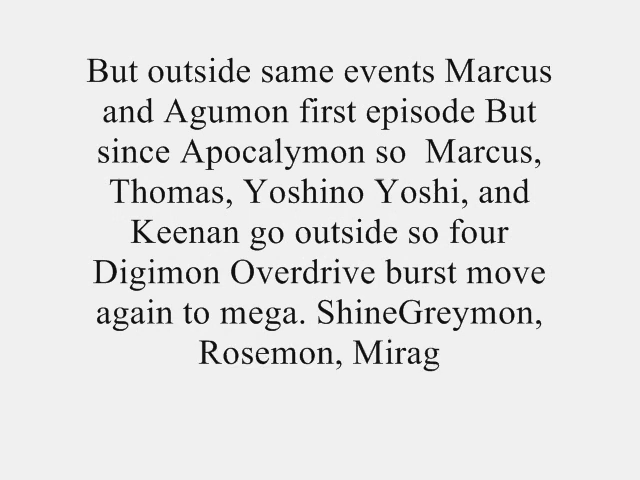 But outside same events Marcus
and Agumon first episode But
since Apocalymon so  Marcus,
Thomas, Yoshino Yoshi, and
Keenan go outside so four
Digimon Overdrive burst move
again to mega. ShineGreymon,
Rosemon, Mirag